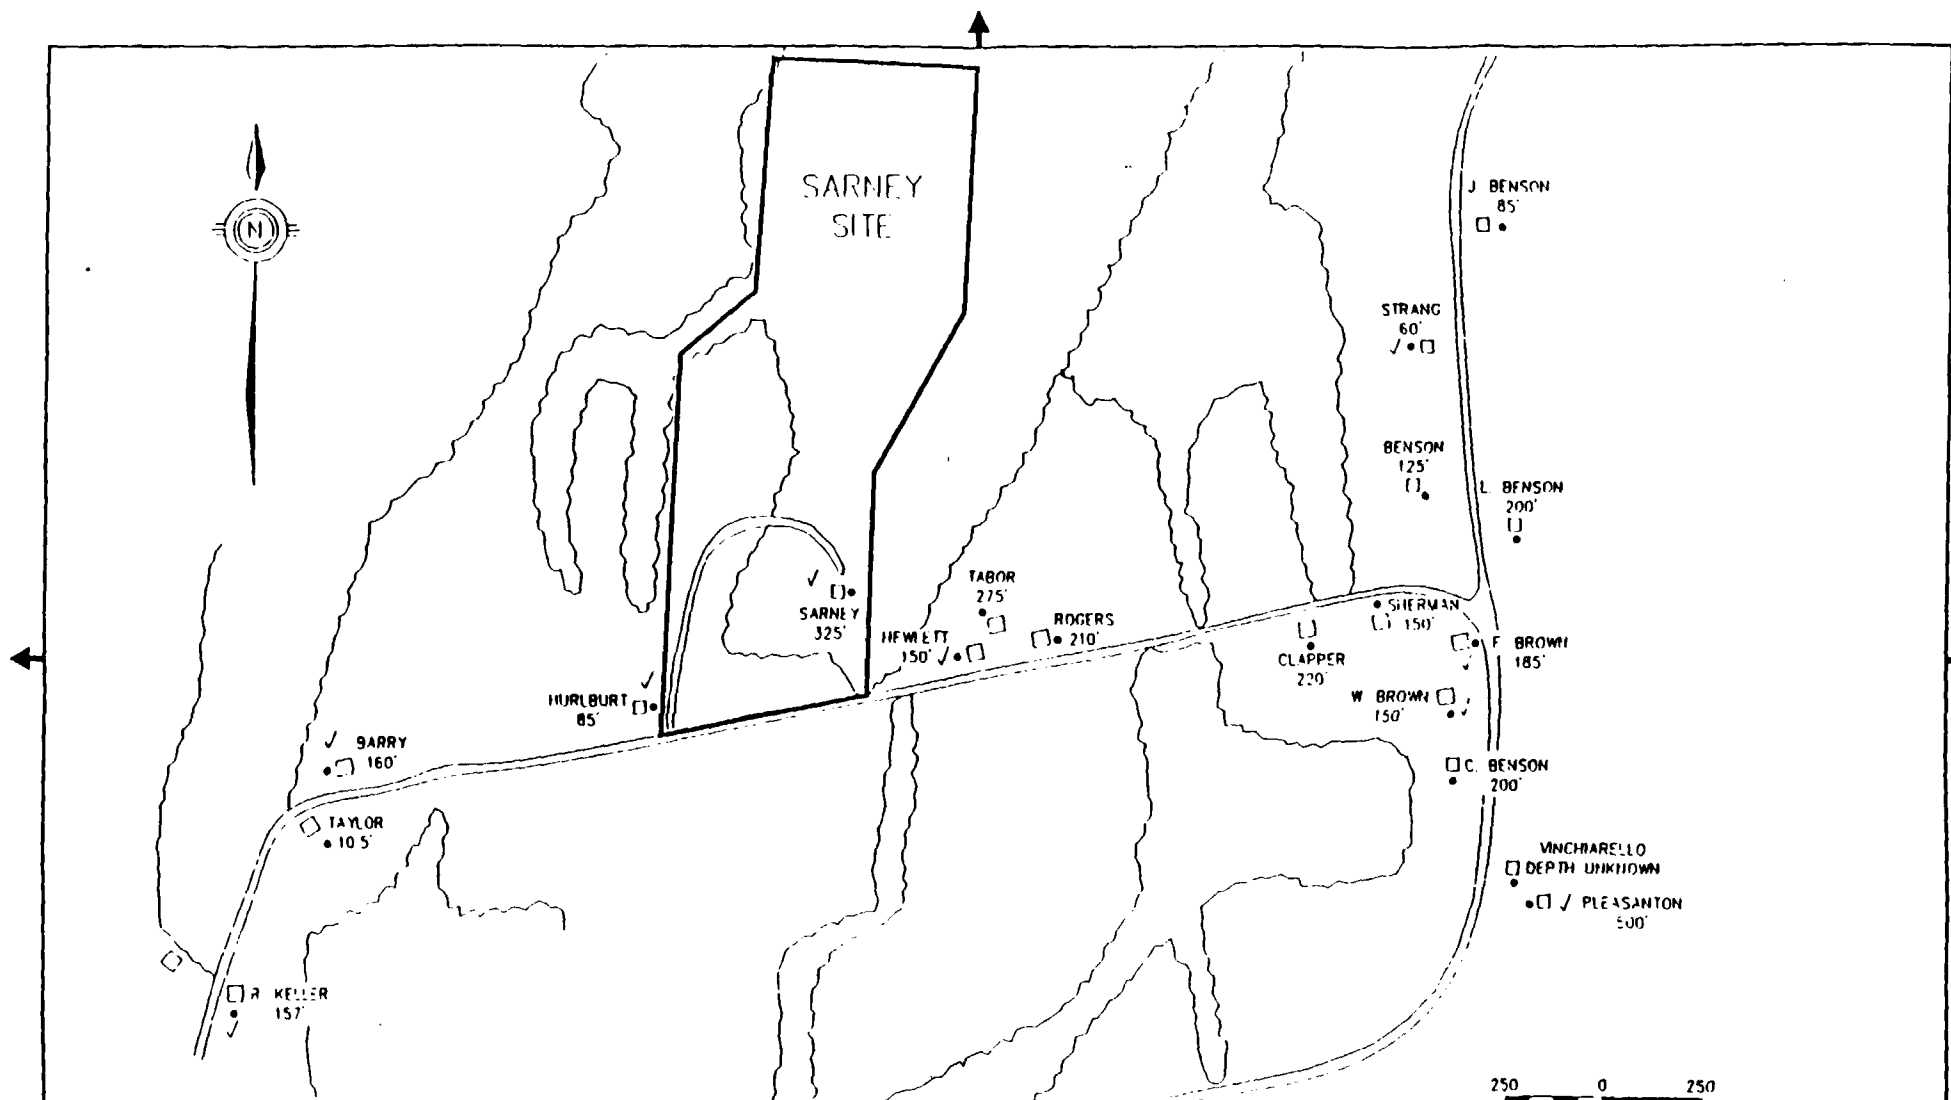 SARNEY
SITE
N
J. BENSON
85'
STRANG
60'
BENSON
125'
L. BENSON
200'
TABOR
275'
SARNEY
325'
HEWLETT
150'
ROGERS
210'
SHERMAN
150'
CLAPPER
220'
F. BROWN
185'
HURLBURT
85'
W. BROWN
150'
BARRY
160'
C. BENSON
200'
TAYLOR
10.5'
VINCHIARELLO
DEPTH UNKNOWN
PLEASANTON
500'
R. KELLER
157'
250 0 250